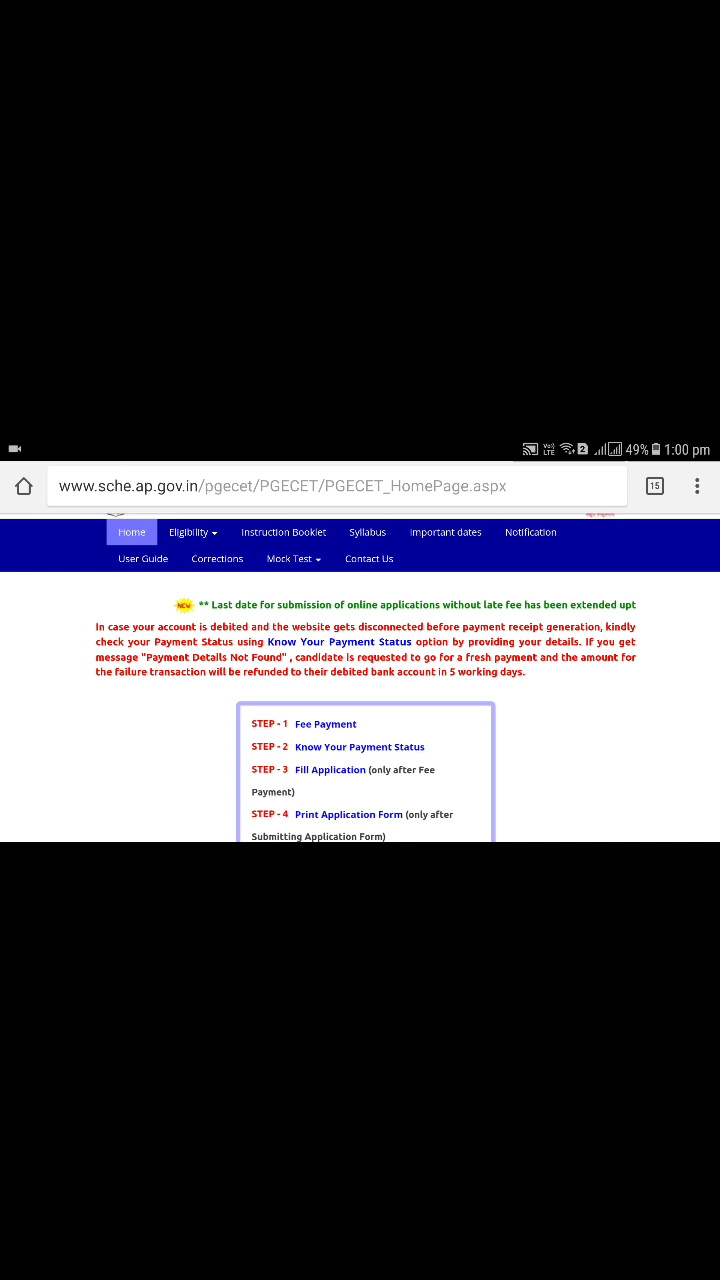 Vo) LTE 2 49% 1:00 pm
www.sche.ap.gov.in/pgecet/PGECET/PGECET_HomePage.aspx 15
Home Eligibility Instruction Booklet Syllabus Important dates Notification
User Guide Corrections Mock Test Contact Us
NEW ** Last date for submission of online applications without late fee has been extended upt
In case your account is debited and the website gets disconnected before payment receipt generation, kindly
check your Payment Status using Know Your Payment Status option by providing your details. If you get
message "Payment Details Not Found" , candidate is requested to go for a fresh payment and the amount for
the failure transaction will be refunded to their debited bank account in 5 working days.
STEP - 1 Fee Payment
STEP - 2 Know Your Payment Status
STEP - 3 Fill Application (only after Fee
Payment)
STEP - 4 Print Application Form (only after
Submitting Application Form)